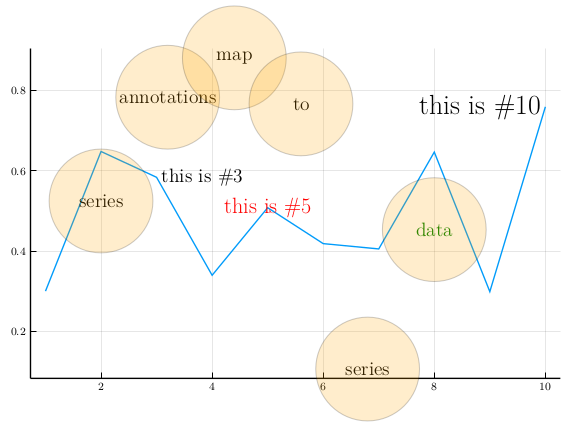 map
annotations
to
0.8
this is #10
0.6
this is #3
series
this is #5
data
0.4
0.2
series
2 4 6 8 10